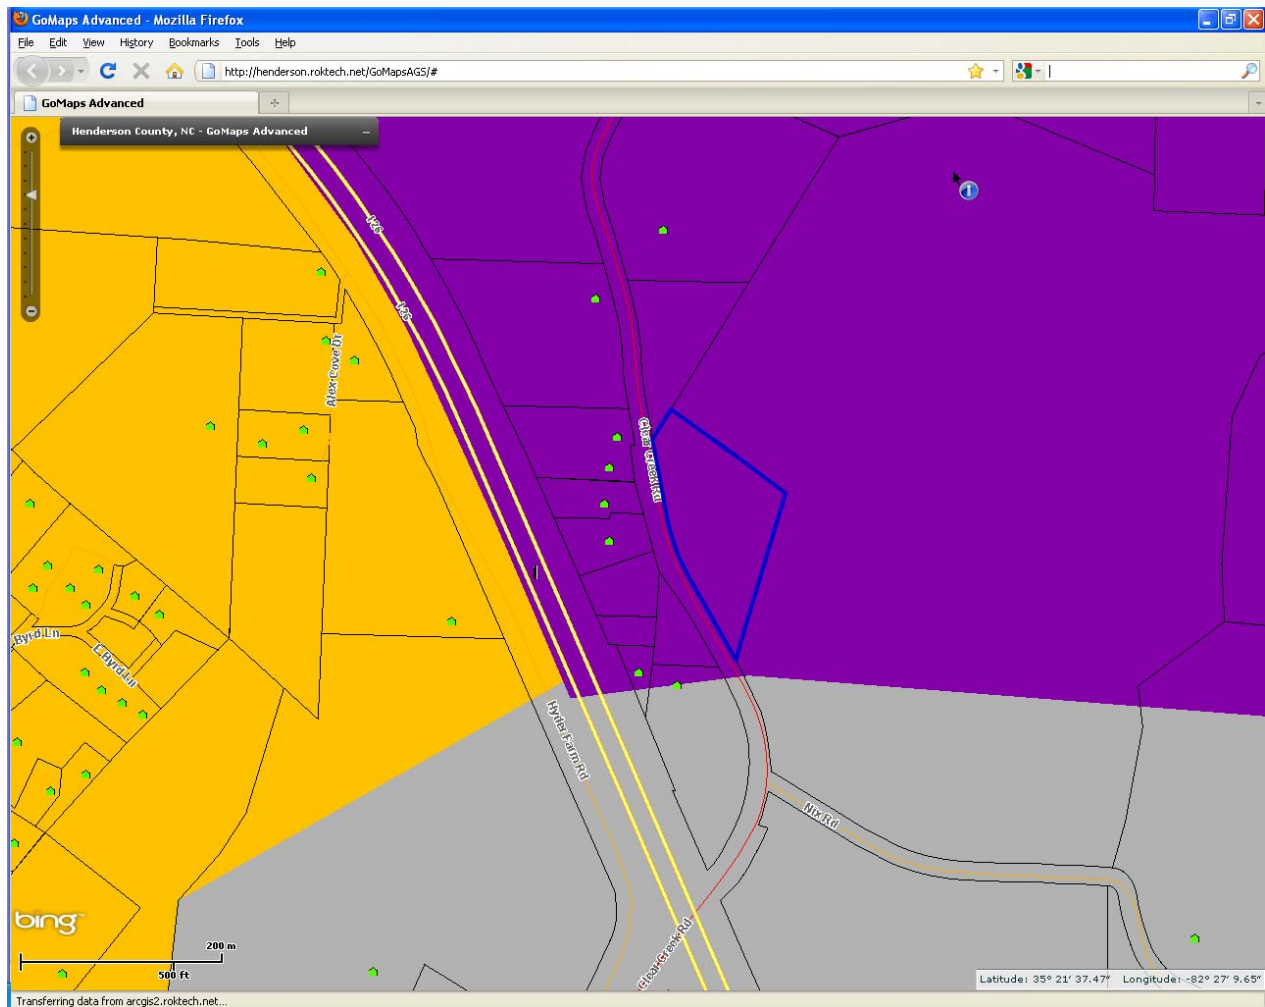 GoMaps Advanced - Mozilla Firefox
File Edit View History Bookmarks Tools Help
http://henderson.roktech.net/GoMapsAGS/#
GoMaps Advanced
Henderson County, NC - GoMaps Advanced
I-26
I-26
Alex Cove Dr
Clear Creek Rd
Byrd Ln
E Byrd Ln
Hyder Farm Rd
Nix Rd
Clear Creek Rd
bing
200 m
500 ft
Latitude: 35° 21' 37.47" Longitude: -82° 27' 9.65"
Transferring data from arcgis2.roktech.net...